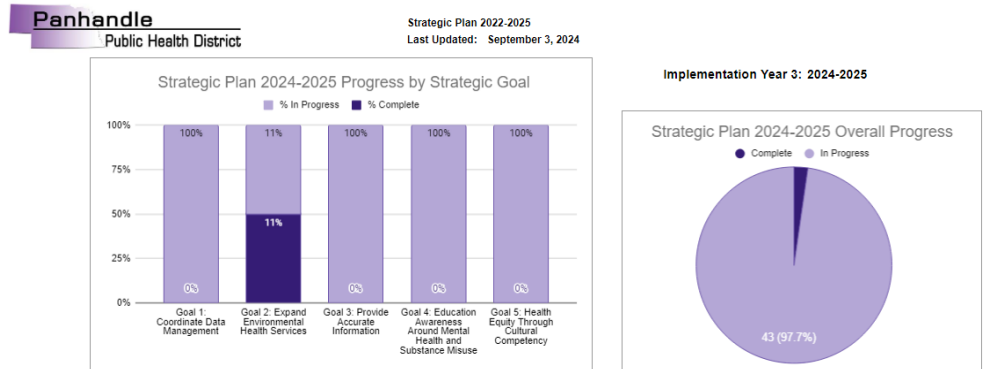 Panhandle
Public Health District
Strategic Plan 2022-2025
Last Updated: September 3, 2024
Strategic Plan 2024-2025 Progress by Strategic Goal
% In Progress % Complete
100%
75%
50%
25%
0%
100% 11% 100% 100% 100%
0% 11% 0% 0% 0%
Goal 1: Coordinate Data Management
Goal 2: Expand Environmental Health Services
Goal 3: Provide Accurate Information
Goal 4: Education Awareness Around Mental Health and Substance Misuse
Goal 5: Health Equity Through Cultural Competency
Implementation Year 3: 2024-2025
Strategic Plan 2024-2025 Overall Progress
Complete In Progress
43 (97.7%)